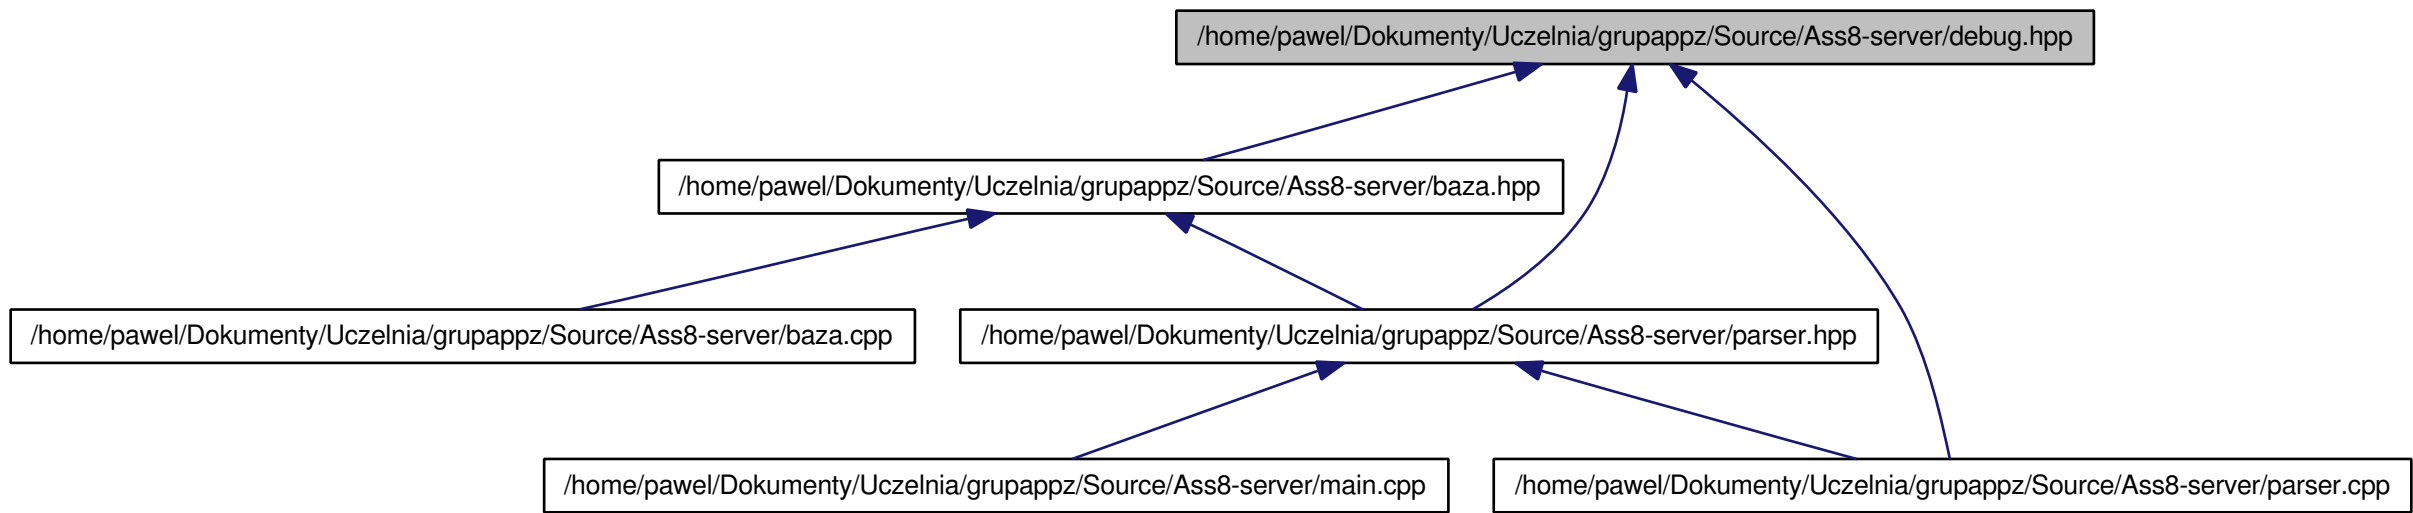 /home/pawel/Dokumenty/Uczelnia/grupappz/Source/Ass8-server/debug.hpp
/home/pawel/Dokumenty/Uczelnia/grupappz/Source/Ass8-server/baza.hpp
/home/pawel/Dokumenty/Uczelnia/grupappz/Source/Ass8-server/baza.cpp
/home/pawel/Dokumenty/Uczelnia/grupappz/Source/Ass8-server/parser.hpp
/home/pawel/Dokumenty/Uczelnia/grupappz/Source/Ass8-server/main.cpp
/home/pawel/Dokumenty/Uczelnia/grupappz/Source/Ass8-server/parser.cpp